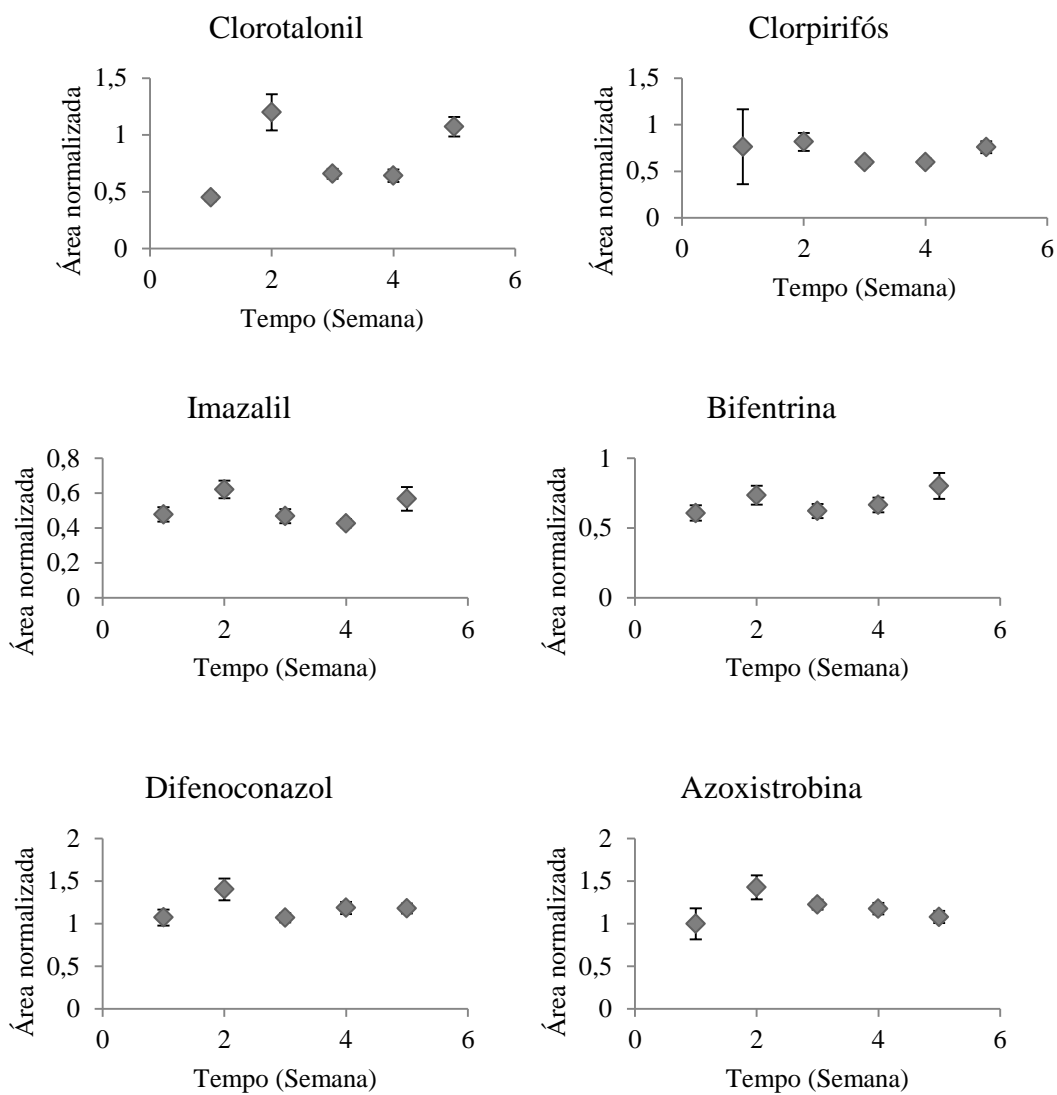 Clorotalonil
Área normalizada
1,5
1
0,5
0
0 2 4 6
Tempo (Semana)
Clorpirifós
Área normalizada
1,5
1
0,5
0
0 2 4 6
Tempo (Semana)
Imazalil
Área normalizada
0,8
0,6
0,4
0,2
0
0 2 4 6
Tempo (Semana)
Bifentrina
Área normalizada
1
0,5
0
0 2 4 6
Tempo (Semana)
Difenoconazol
Área normalizada
2
1,5
1
0,5
0
0 2 4 6
Tempo (Semana)
Azoxistrobina
Área normalizada
2
1,5
1
0,5
0
0 2 4 6
Tempo (Semana)